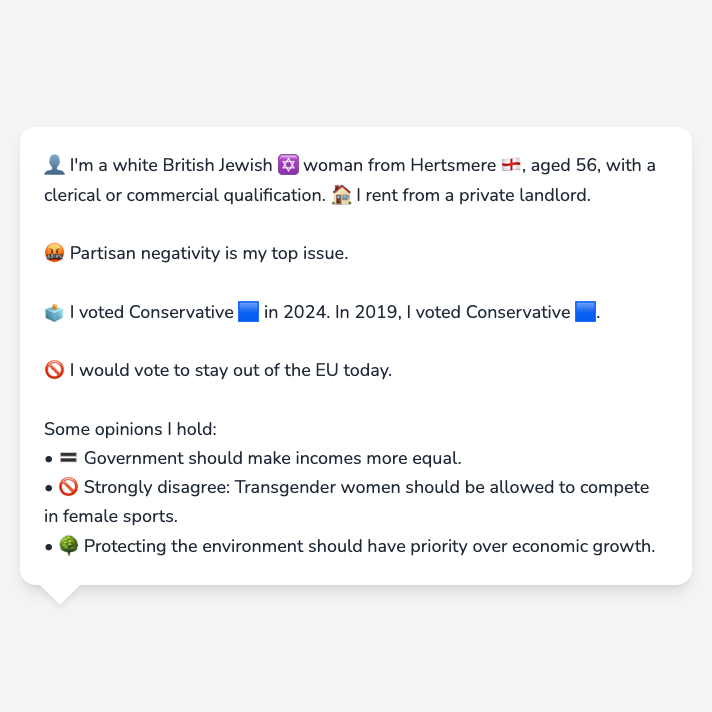 👤 I'm a white British Jewish ✡️ woman from Hertsmere 🏴󠁧󠁢󠁥󠁮󠁧󠁿, aged 56, with a
clerical or commercial qualification. 🏠 I rent from a private landlord.
🤬 Partisan negativity is my top issue.
🗳️ I voted Conservative 🟦 in 2024. In 2019, I voted Conservative 🟦.
🚫 I would vote to stay out of the EU today.
Some opinions I hold:
• 🟰 Government should make incomes more equal.
• 🚫 Strongly disagree: Transgender women should be allowed to compete
in female sports.
• 🌳 Protecting the environment should have priority over economic growth.